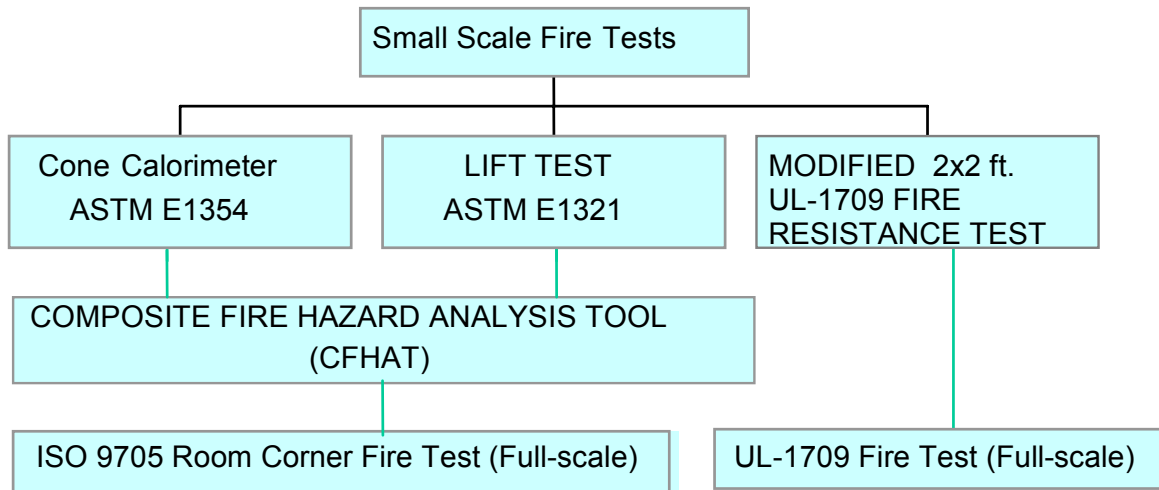 Small Scale Fire Tests
Cone Calorimeter
ASTM E1354
LIFT TEST
ASTM E1321
MODIFIED 2x2 ft.
UL-1709 FIRE
RESISTANCE TEST
COMPOSITE FIRE HAZARD ANALYSIS TOOL
(CFHAT)
ISO 9705 Room Corner Fire Test (Full-scale)
UL-1709 Fire Test (Full-scale)